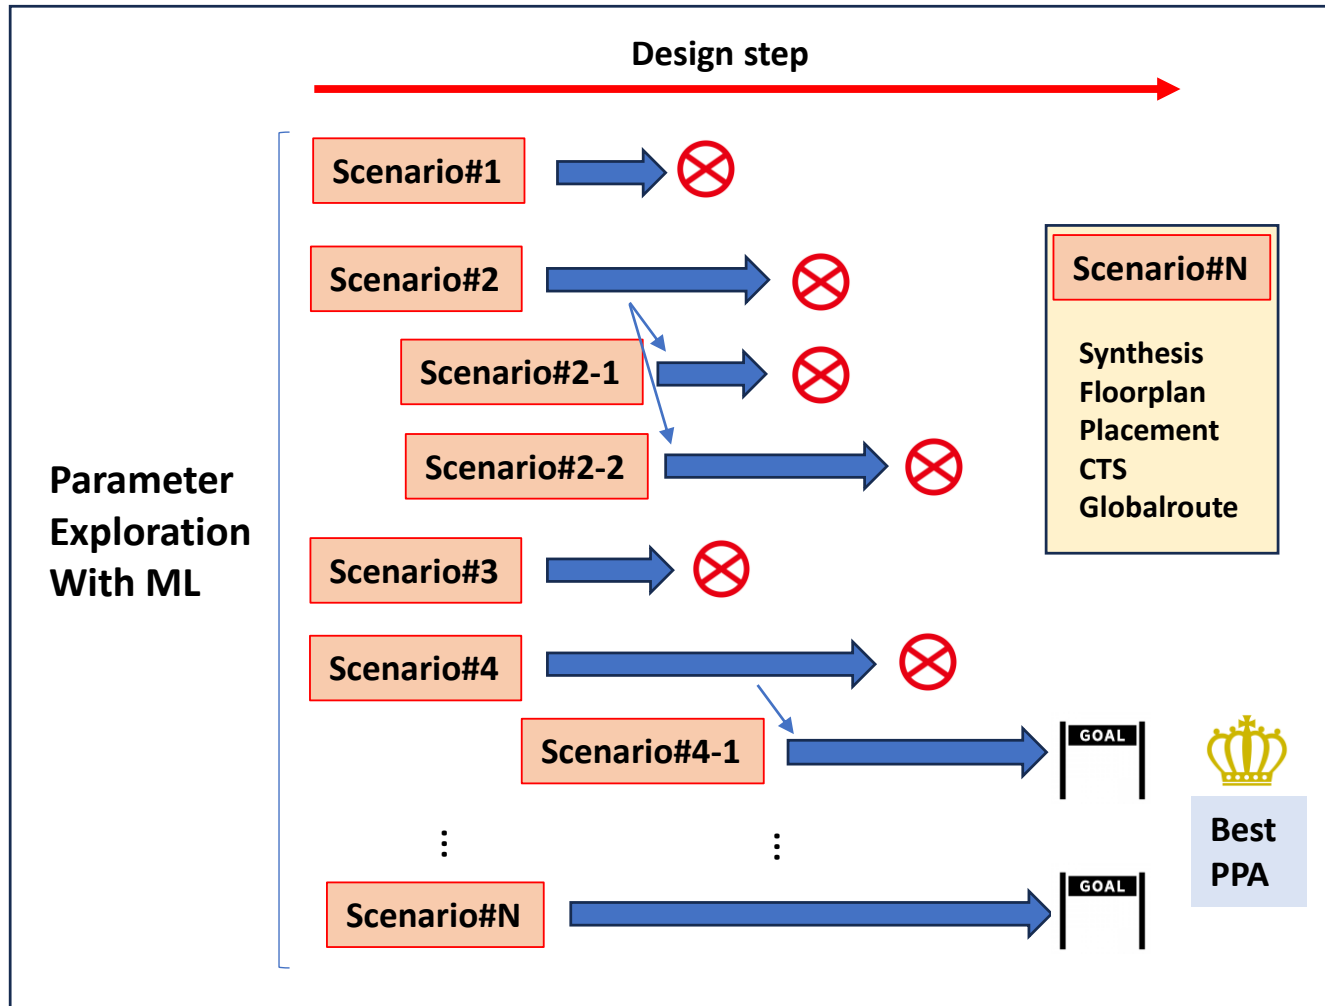 Design step
Scenario#1
Scenario#2
Scenario#2-1
Scenario#2-2
Scenario#3
Scenario#4
Scenario#4-1
⋮
⋮
Scenario#N
Parameter
Exploration
With ML
Scenario#N
Synthesis
Floorplan
Placement
CTS
Globalroute
GOAL
GOAL
Best
PPA